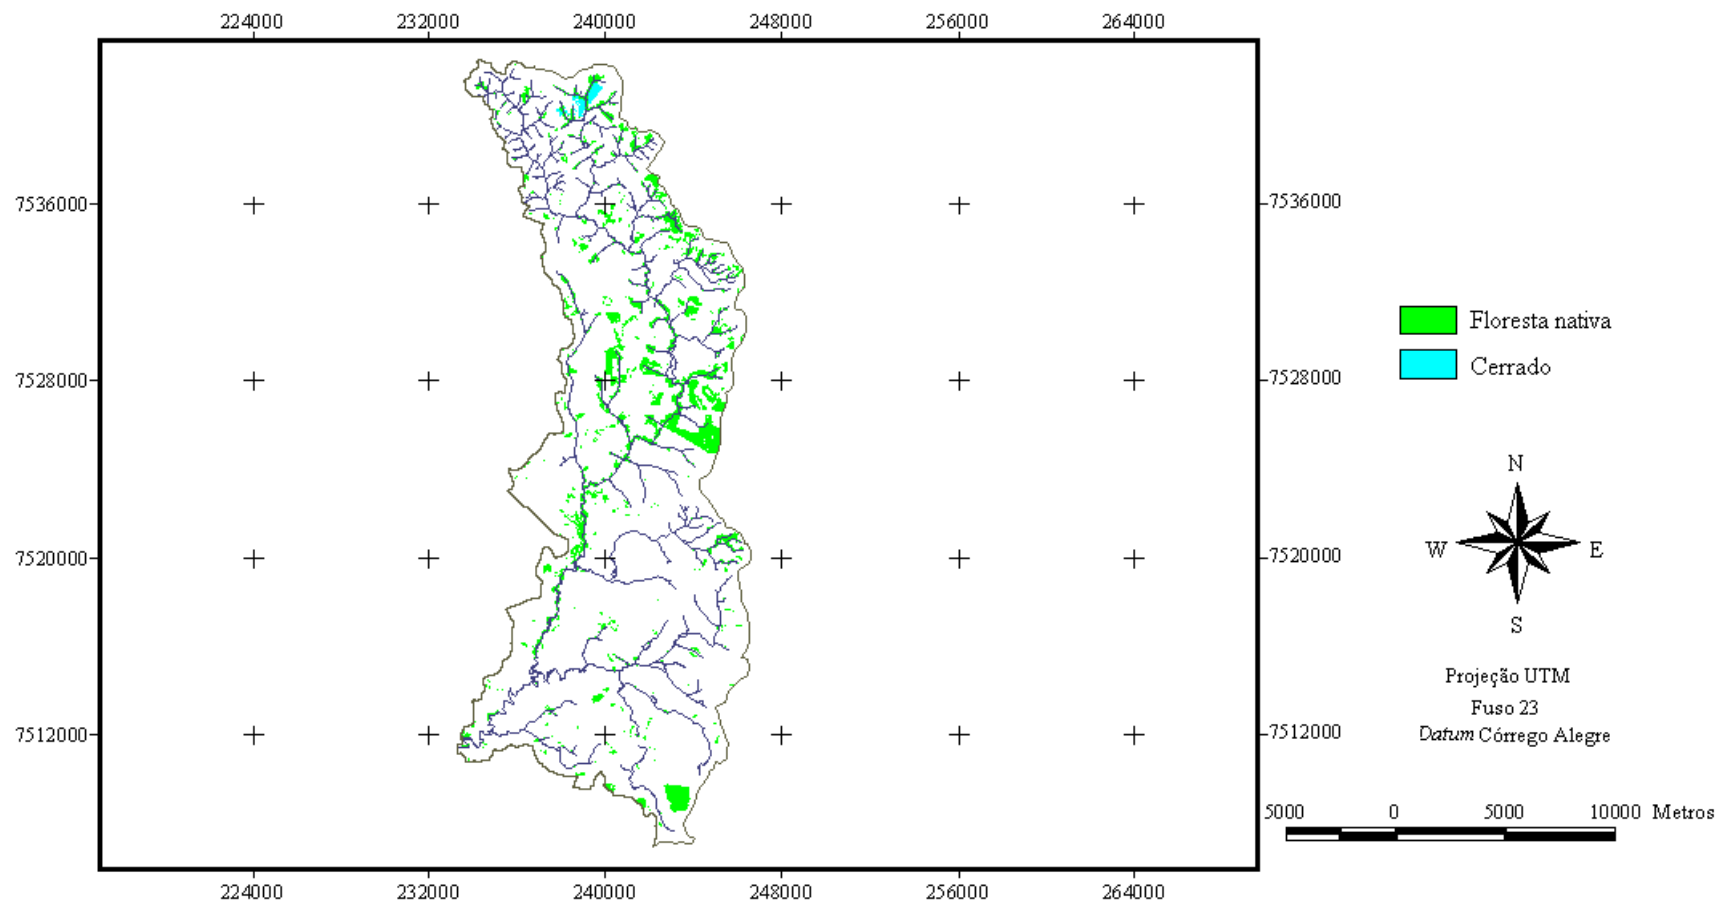 224000 232000 240000 248000 256000 264000
7536000 7536000
7528000 7528000
7520000 7520000
7512000 7512000
224000 232000 240000 248000 256000 264000
Floresta nativa
Cerrado
N
W E
S
Projeção UTM
Fuso 23
Datum Córrego Alegre
5000 0 5000 10000 Metros